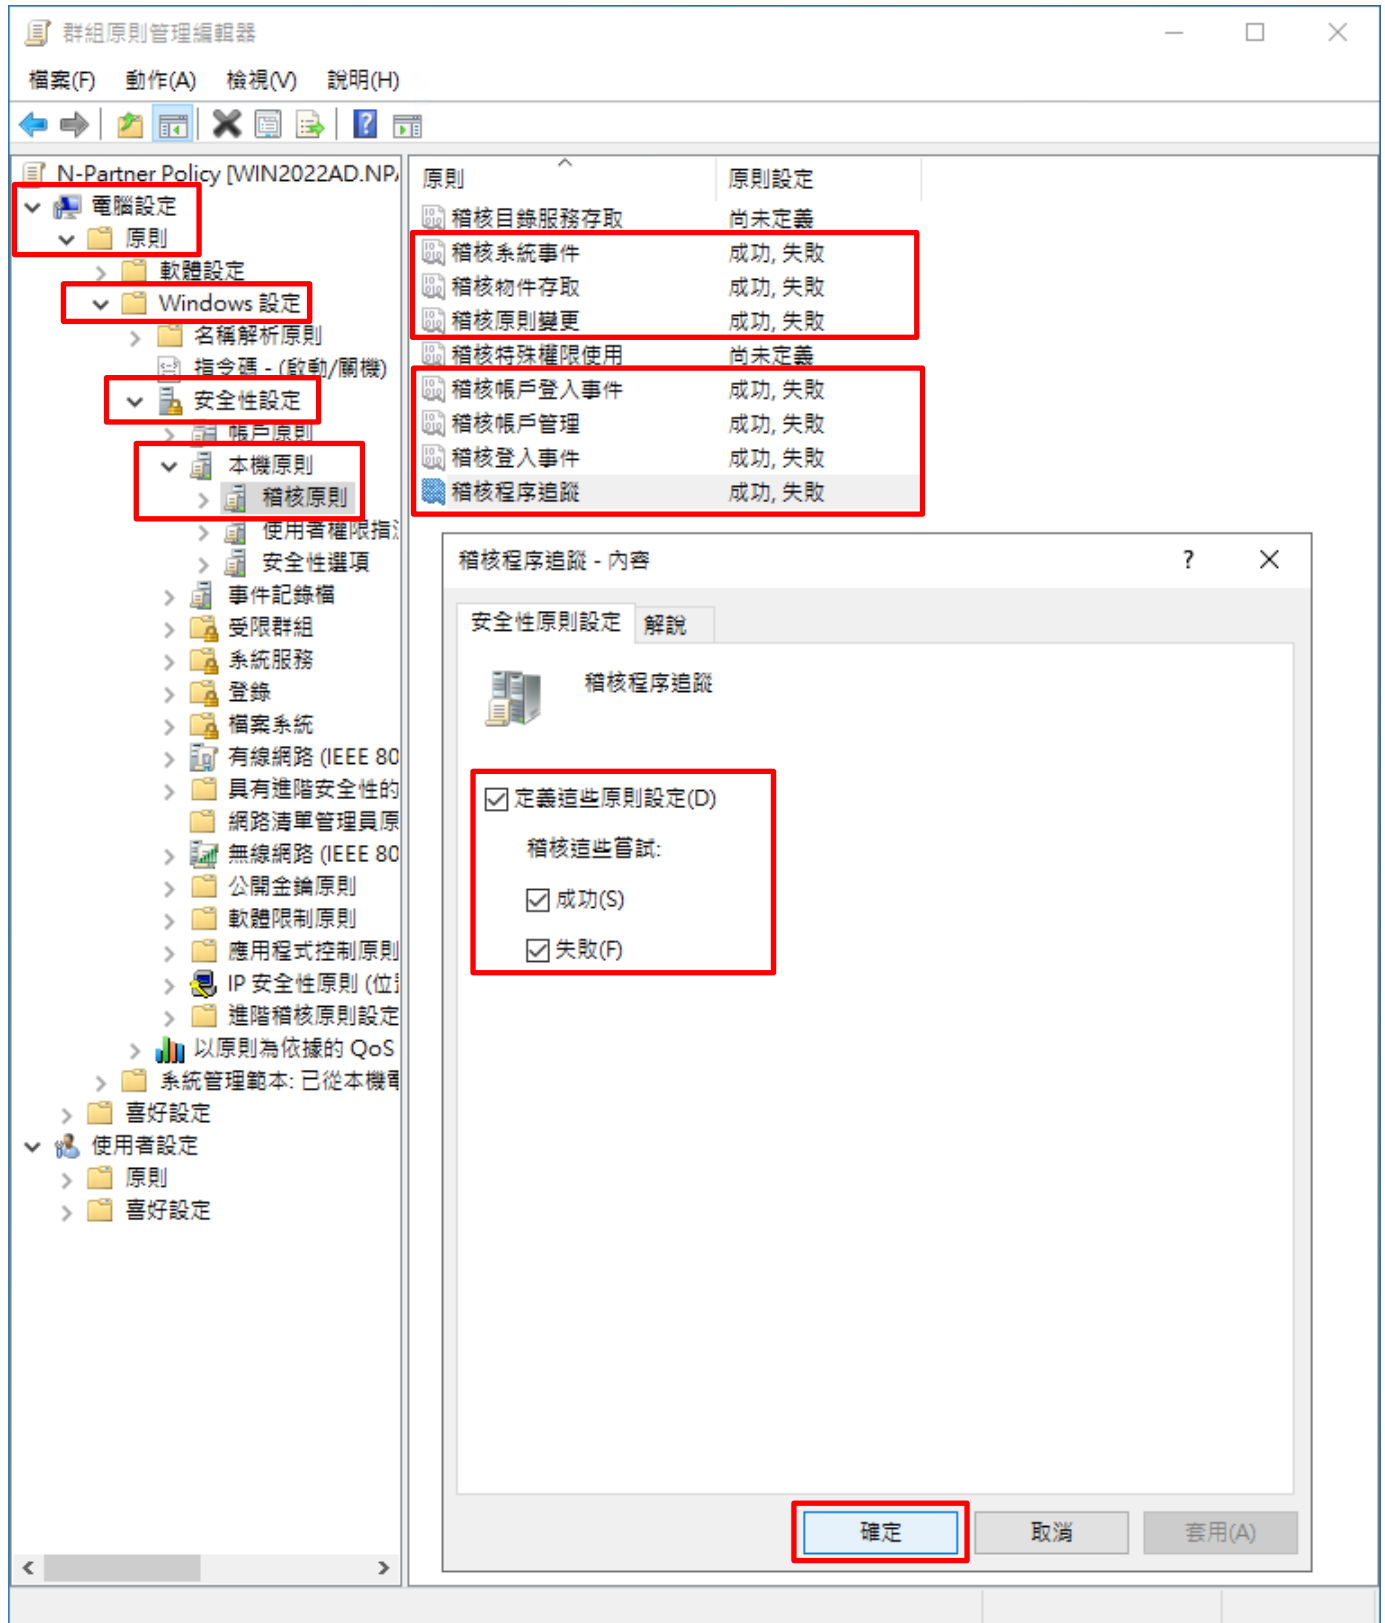 群組原則管理編輯器
檔案(F) 動作(A) 檢視(V) 說明(H)
N-Partner Policy [WIN2022AD.NP
電腦設定
原則
軟體設定
Windows 設定
名稱解析原則
指令碼 - (啟動/關機)
安全性設定
帳戶原則
本機原則
稽核原則
使用者權限指
安全性選項
事件記錄檔
受限群組
系統服務
登錄
檔案系統
有線網路 (IEEE 80
具有進階安全性的
網路清單管理員原
無線網路 (IEEE 80
公開金鑰原則
軟體限制原則
應用程式控制原則
IP 安全性原則 (位
進階稽核原則設定
以原則為依據的 QoS
系統管理範本: 已從本機電
喜好設定
使用者設定
原則
喜好設定
原則 原則設定
稽核目錄服務存取 尚未定義
稽核系統事件 成功, 失敗
稽核物件存取 成功, 失敗
稽核原則變更 成功, 失敗
稽核特殊權限使用 尚未定義
稽核帳戶登入事件 成功, 失敗
稽核帳戶管理 成功, 失敗
稽核登入事件 成功, 失敗
稽核程序追蹤 成功, 失敗
稽核程序追蹤 - 內容 ?
安全性原則設定 解說
稽核程序追蹤
定義這些原則設定(D)
稽核這些嘗試:
成功(S)
失敗(F)
確定 取消 套用(A)